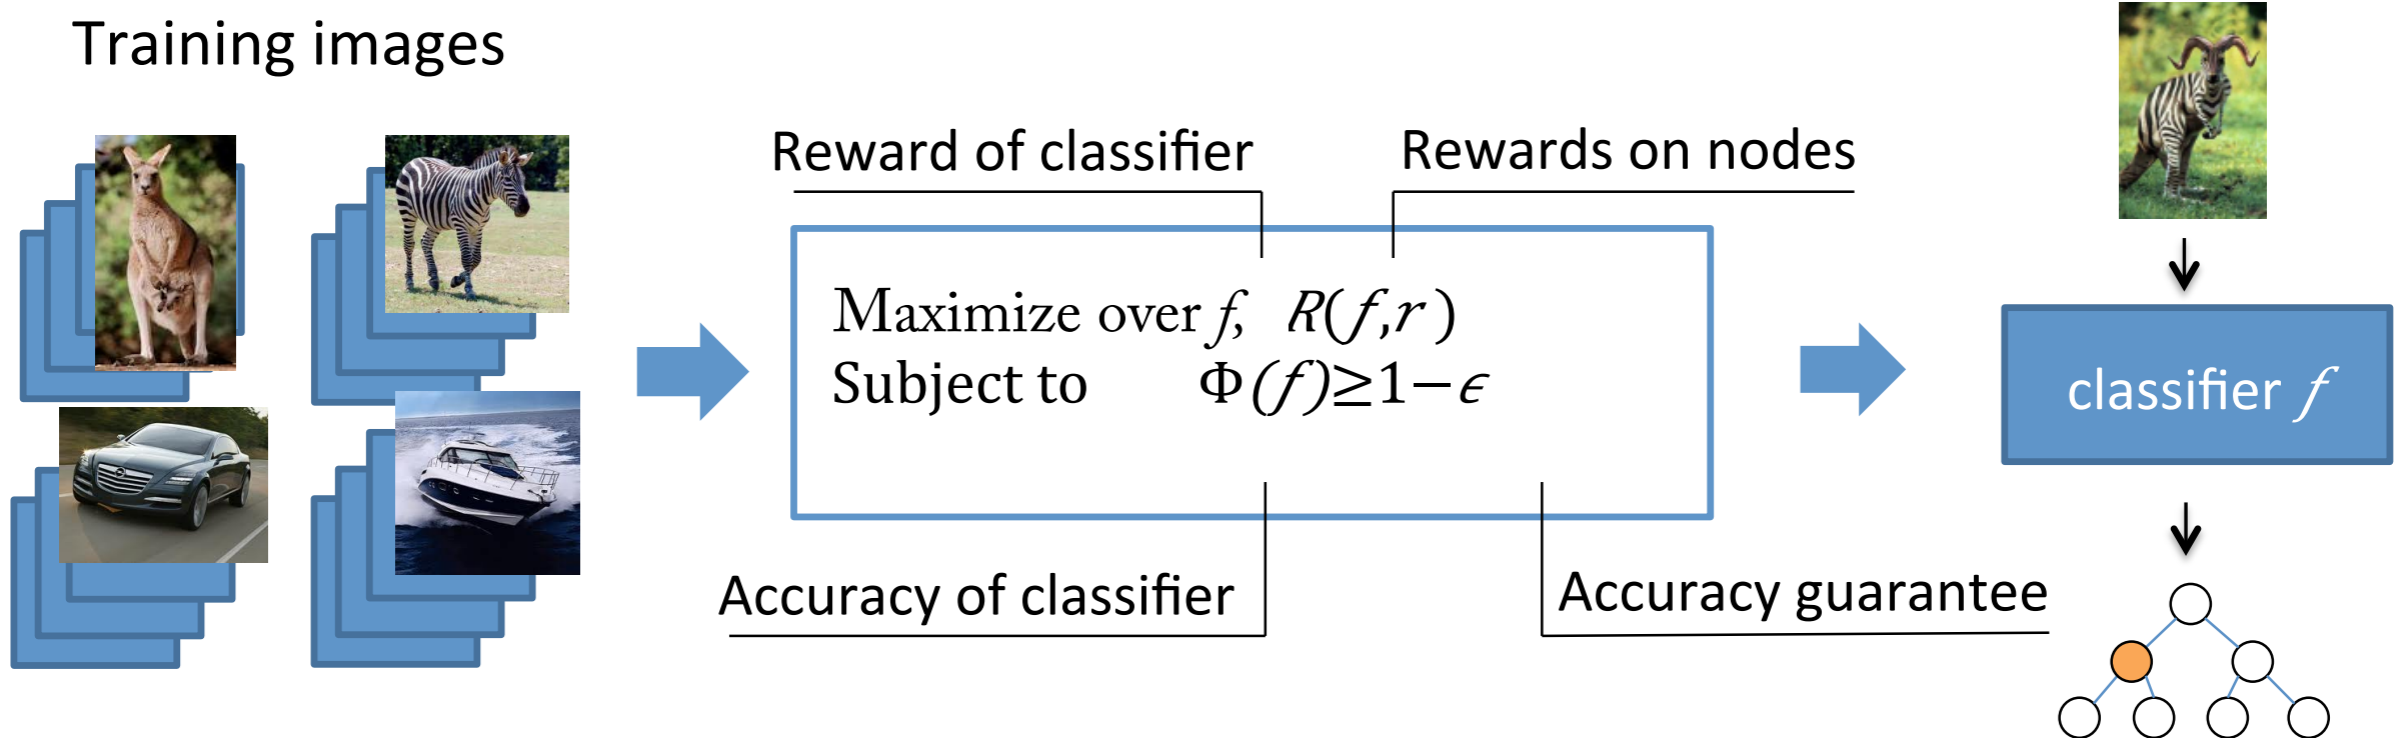 Training images
Reward of classifier
Rewards on nodes
Maximize over f, R(f,r)
Subject to Φ(f)≥1−ϵ
classifier f
Accuracy of classifier
Accuracy guarantee